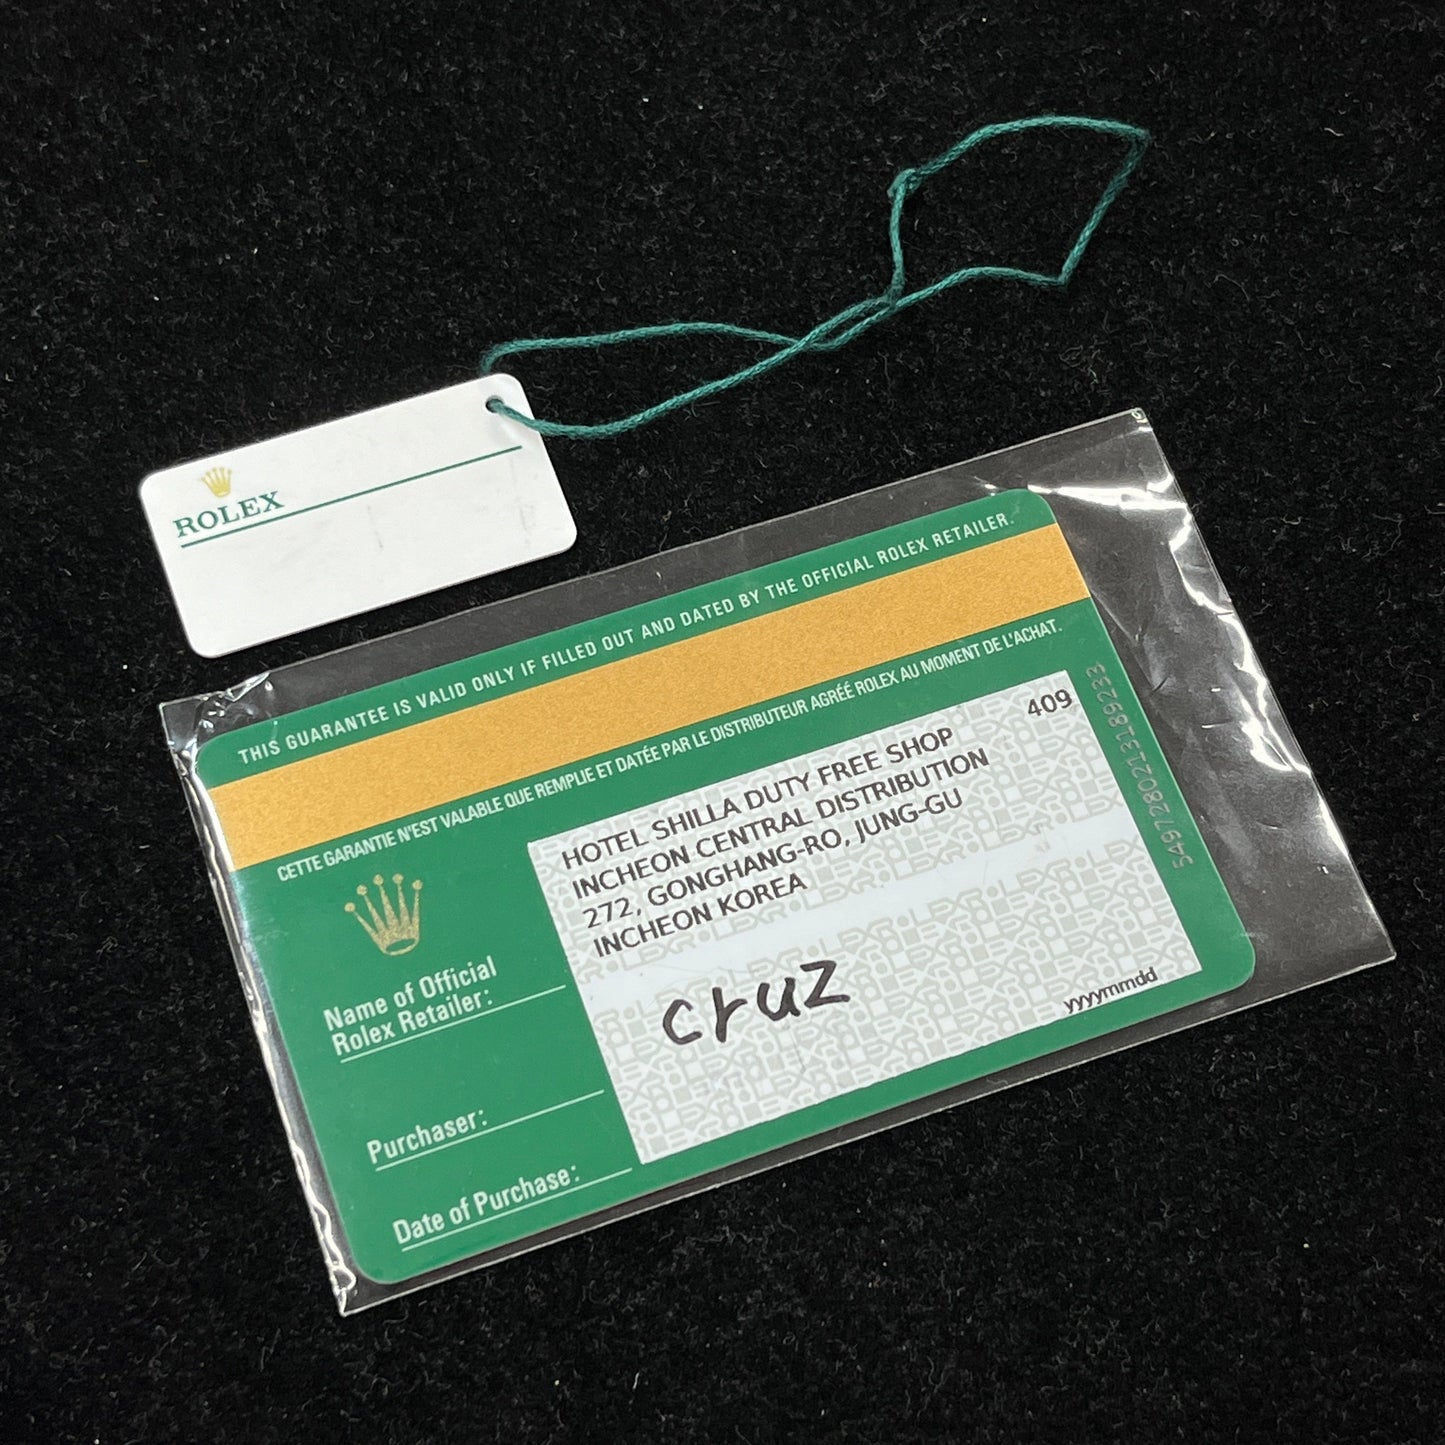 ROLEX
THIS GUARANTEE IS VALID ONLY IF FILLED OUT AND DATED BY THE OFFICIAL ROLEX RETAILER.
CETTE GARANTIE N'EST VALABLE QUE REMPLIE ET DATÉE PAR LE DISTRIBUTEUR AGRÉÉ ROLEX AU MOMENT DE L'ACHAT.
409
HOTEL SHILLA DUTY FREE SHOP
INCHEON CENTRAL DISTRIBUTION
272, GONGHANG-RO, JUNG-GU
INCHEON KOREA
Name of Official
Rolex Retailer:
cruz
Purchaser:
Date of Purchase:
yyyymmdd
5497280213189233